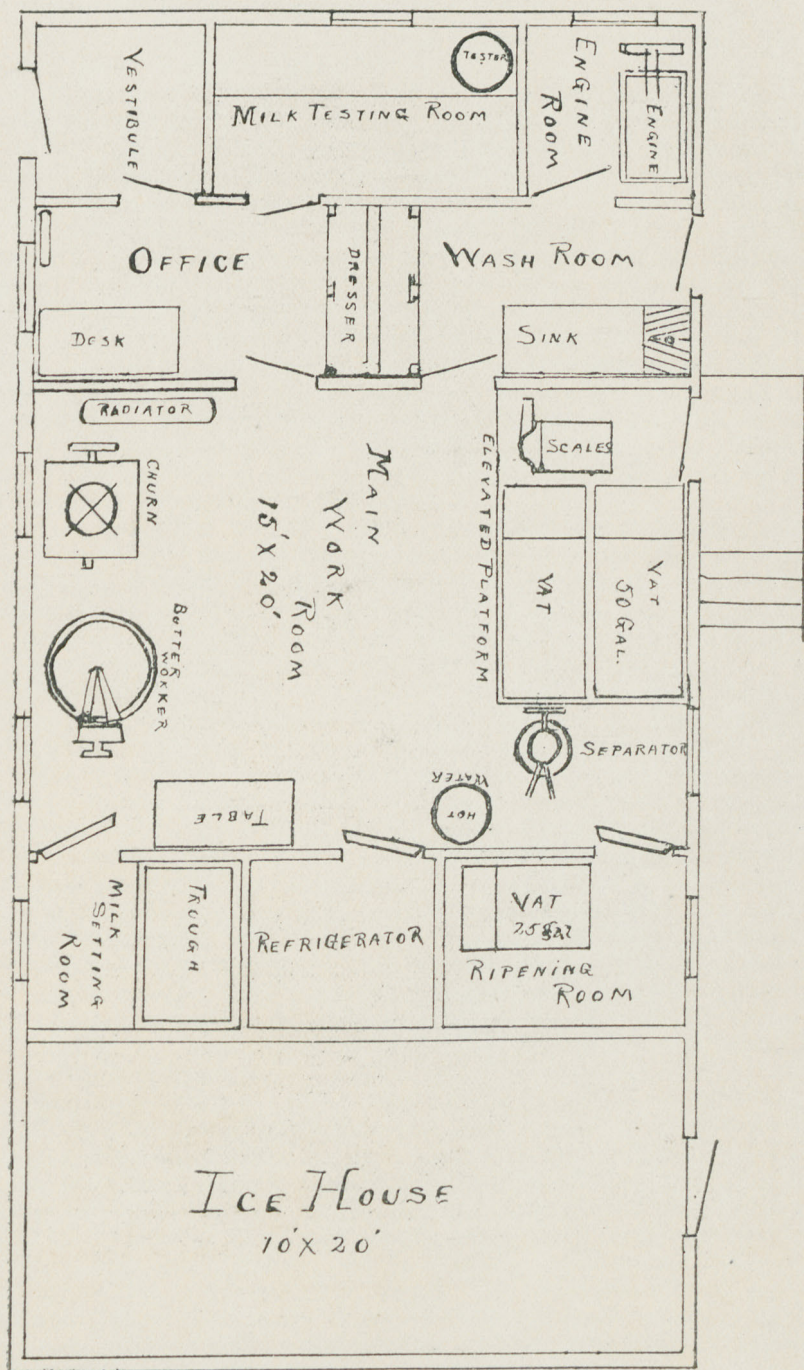 VESTIBULE
TESTOR
MILK TESTING ROOM
ENGINE
ROOM
ENGINE
OFFICE
DRESSER
WASH ROOM
DESK
SINK
RADIATOR
CHURN
MAIN
WORK
ROOM
15' X 20'
ELEVATED PLATFORM
SCALES
VAT
VAT
50 GAL.
BUTTER
WORKER
SEPARATOR
TABLE
HOT
WATER
MILK
SETTING
ROOM
TROUGH
REFRIGERATOR
VAT
25 GAL
RIPENING
ROOM
ICE HOUSE
10' X 20'